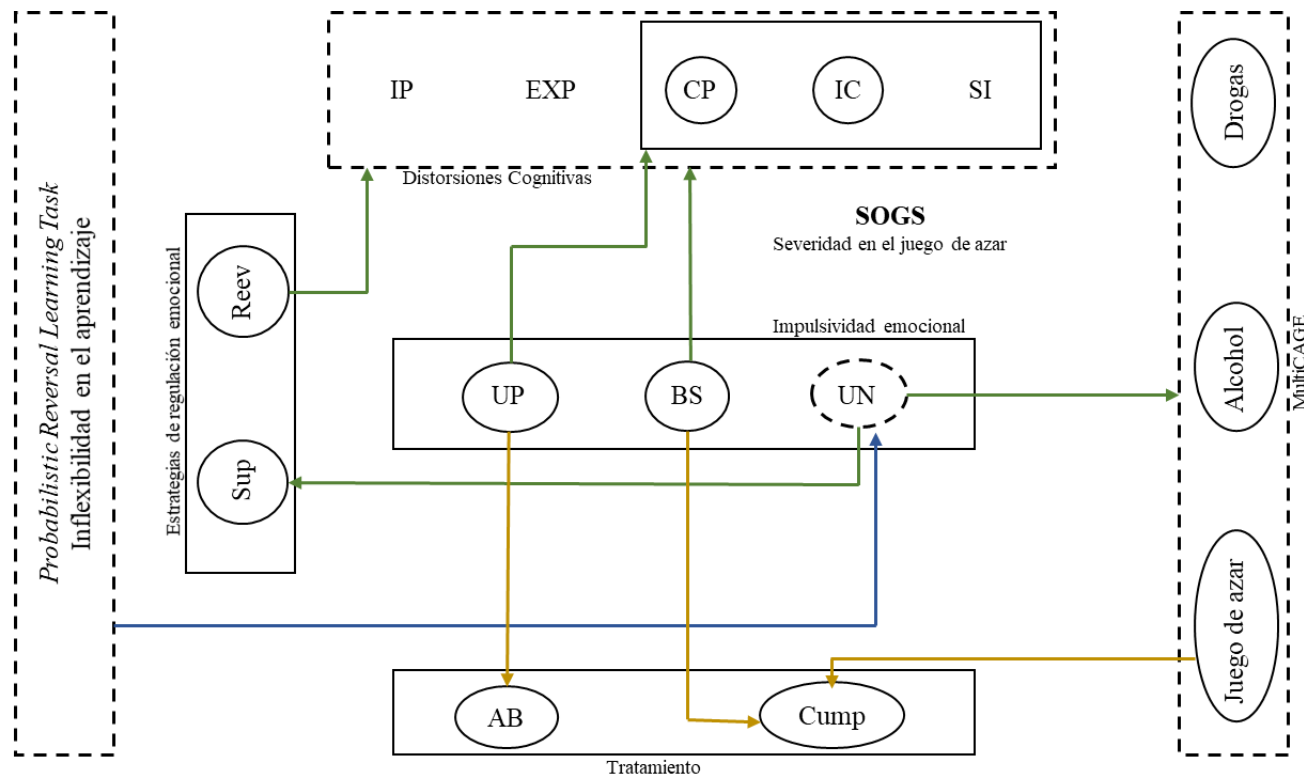 IP
EXP
CP
IC
SI
Distorsiones Cognitivas
SOGS
Severidad en el juego de azar
Probabilistic Reversal Learning Task
Inflexibilidad en el aprendizaje
Estrategias de regulación emocional
Reev
Sup
Impulsividad emocional
UP
BS
UN
Drogas
Alcohol
Juego de azar
MultiCAGE
AB
Cump
Tratamiento